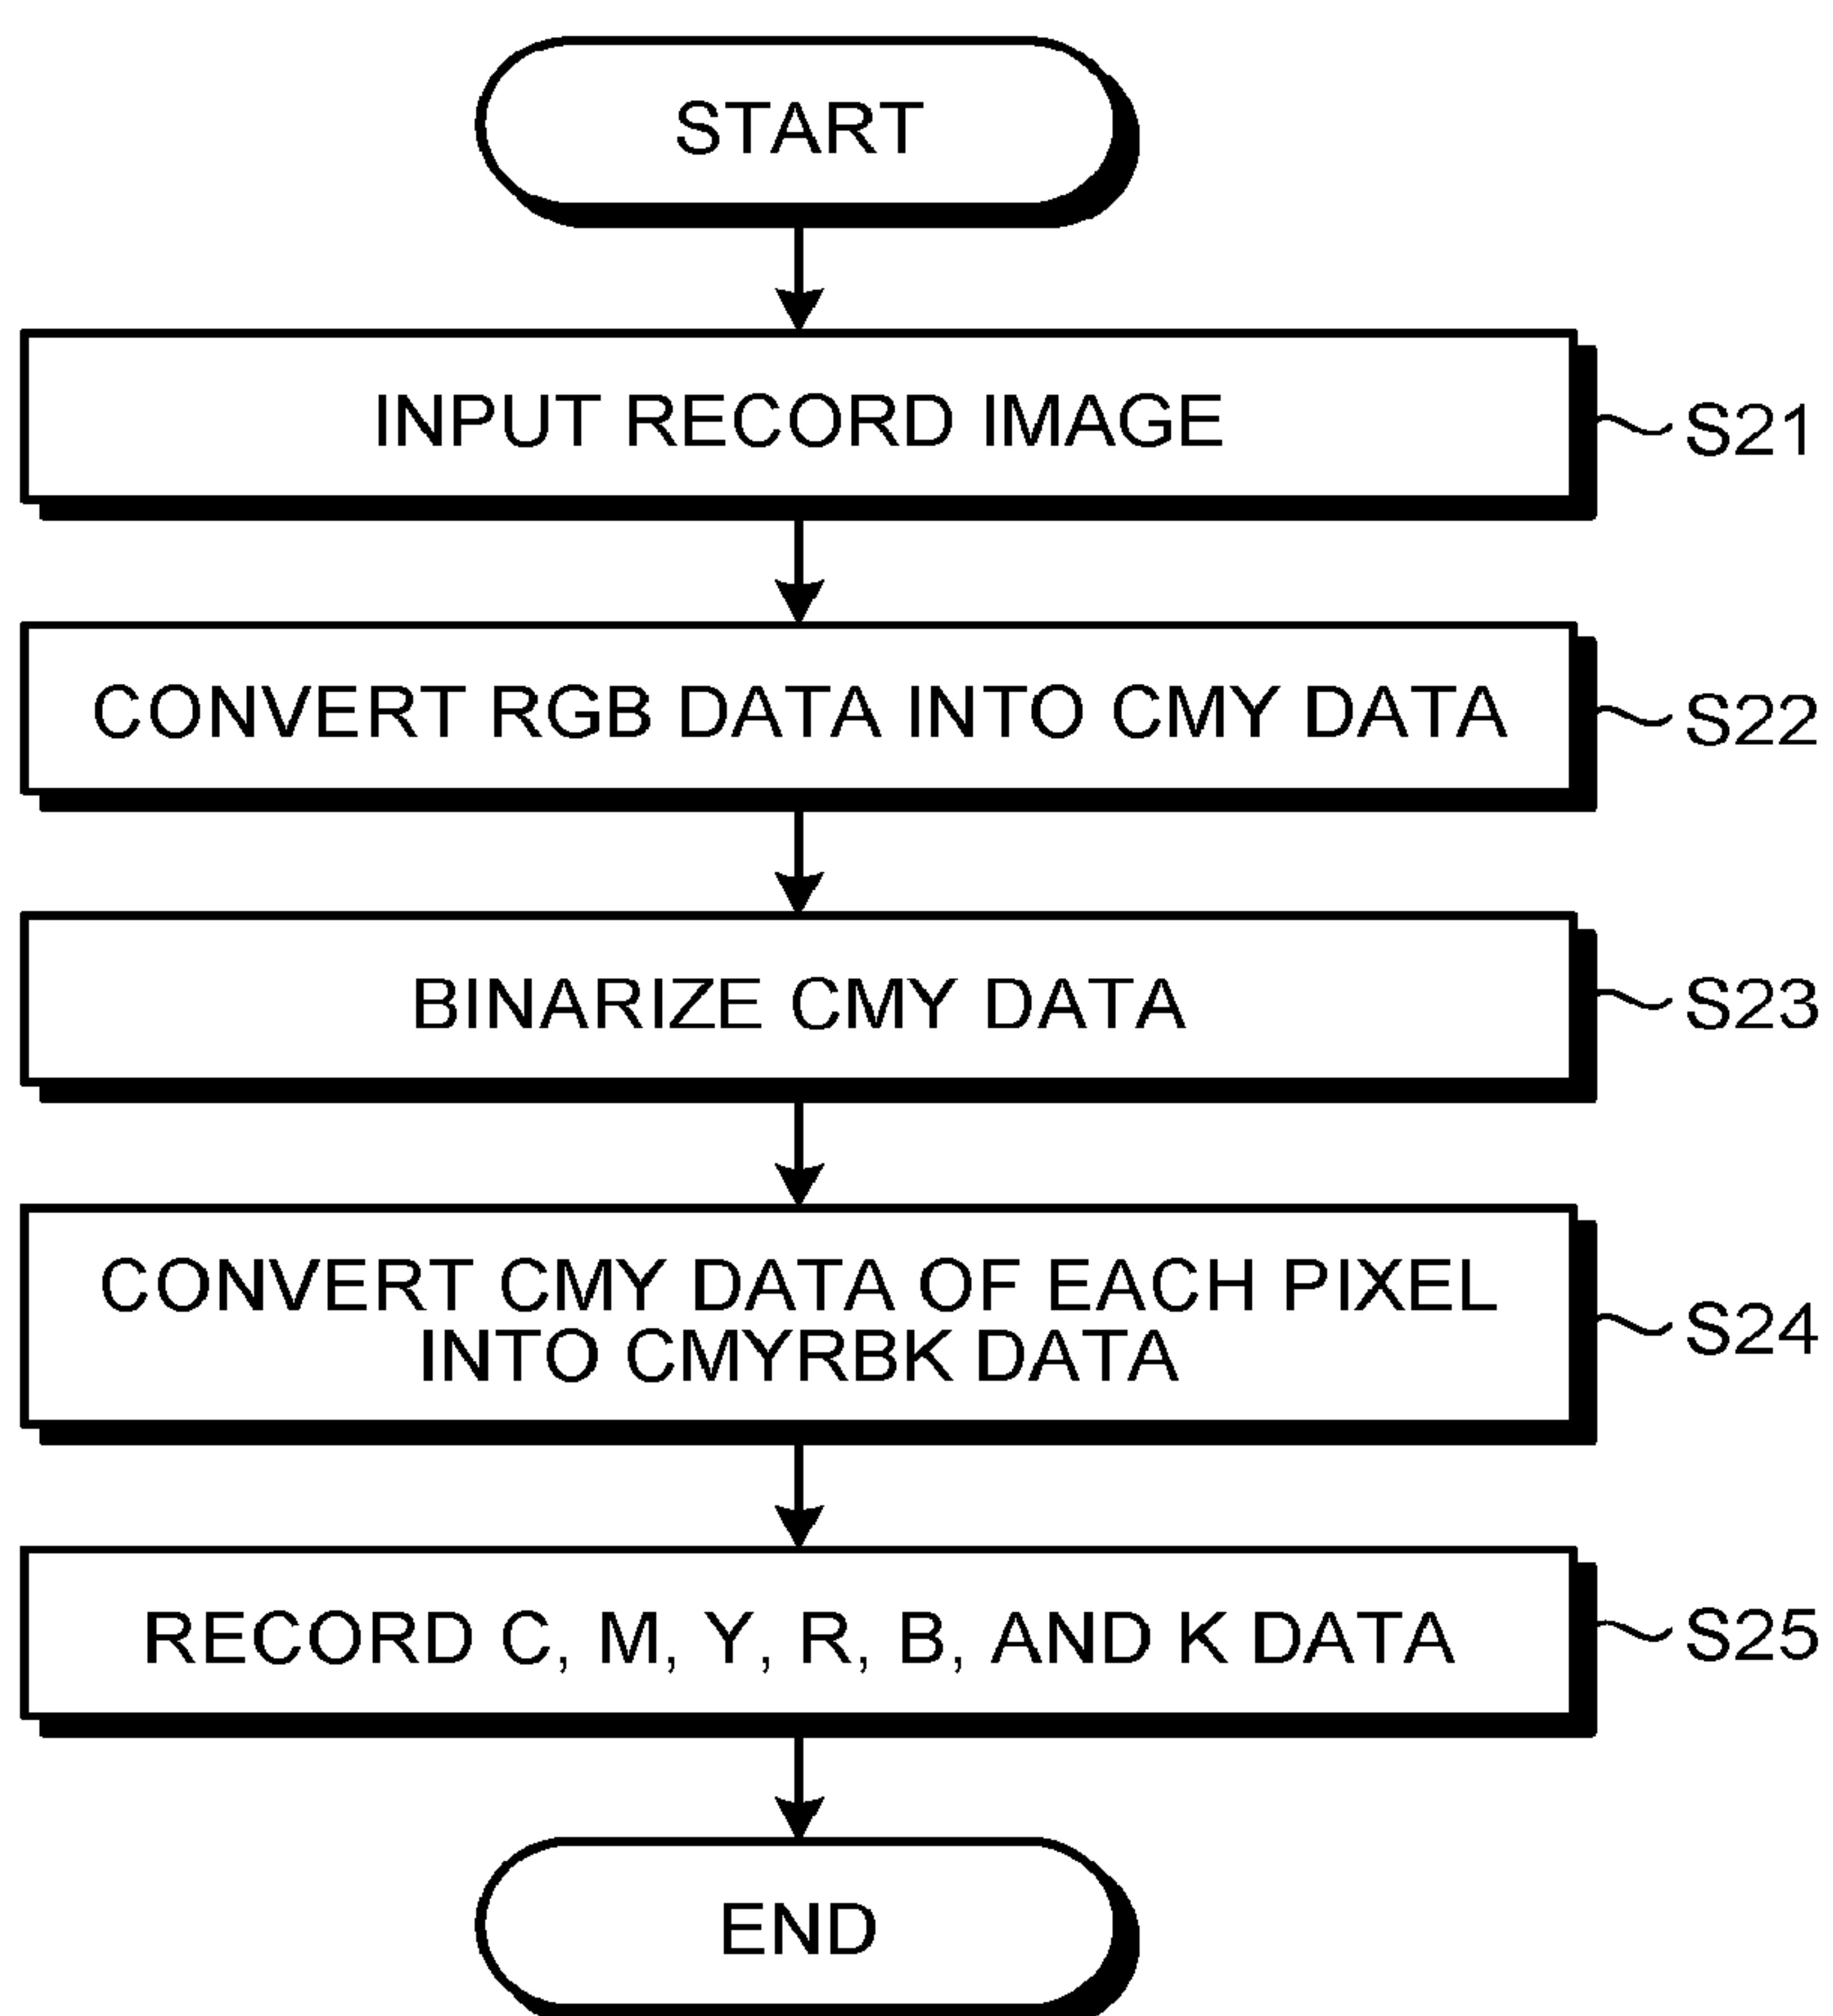 START
INPUT RECORD IMAGE
S21
CONVERT RGB DATA INTO CMY DATA
S22
BINARIZE CMY DATA
S23
CONVERT CMY DATA OF EACH PIXEL
INTO CMYRBK DATA
S24
RECORD C, M, Y, R, B, AND K DATA
S25
END